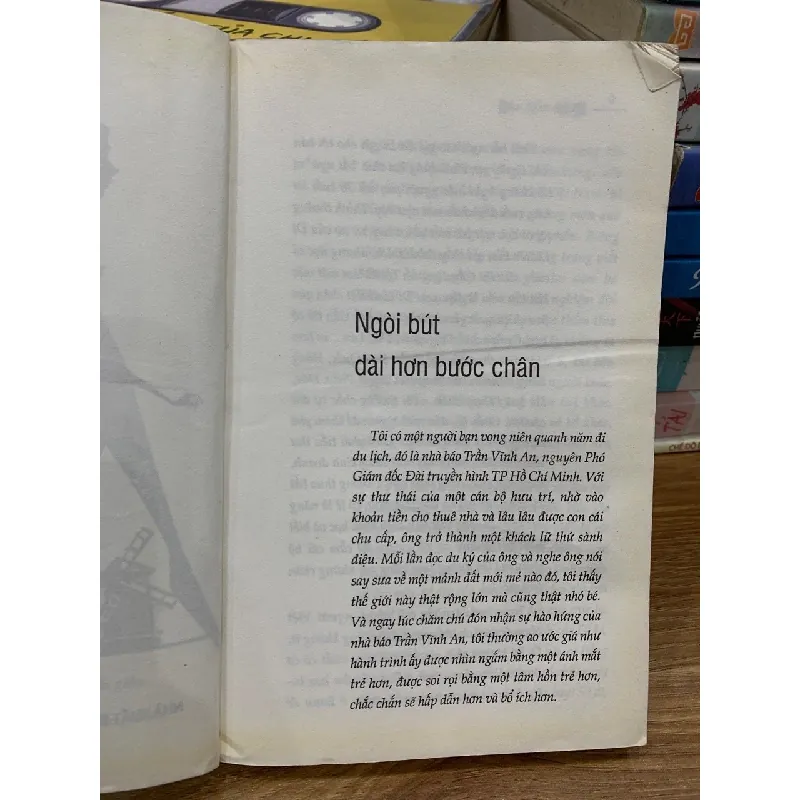 CỦA CH
Ngòi bút
dài hơn bước chân
Tôi có một người bạn vong niên quanh năm đi
du lịch, đó là nhà báo Trần Vĩnh An, nguyên Phó
Giám đốc Đài truyền hình TP Hồ Chí Minh. Với
sự thư thái của một cán bộ hưu trí, nhờ vào
khoản tiền cho thuê nhà và lâu lâu được con cái
chu cấp, ông trở thành một khách lữ thứ sành
điệu. Mỗi lần đọc du ký của ông và nghe ông nói
say sưa về một mảnh đất mới mẻ nào đó, tôi thấy
thế giới này thật rộng lớn mà cũng thật nhỏ bé.
Và ngay lúc chăm chú đón nhận sự hào hứng của
nhà báo Trần Vĩnh An, tôi thường ao ước giá như
hành trình ấy được nhìn ngắm bằng một ánh mắt
trẻ hơn, được soi rọi bằng một tâm hồn trẻ hơn,
chắc chắn sẽ hấp dẫn hơn và bổ ích hơn.
TÀI